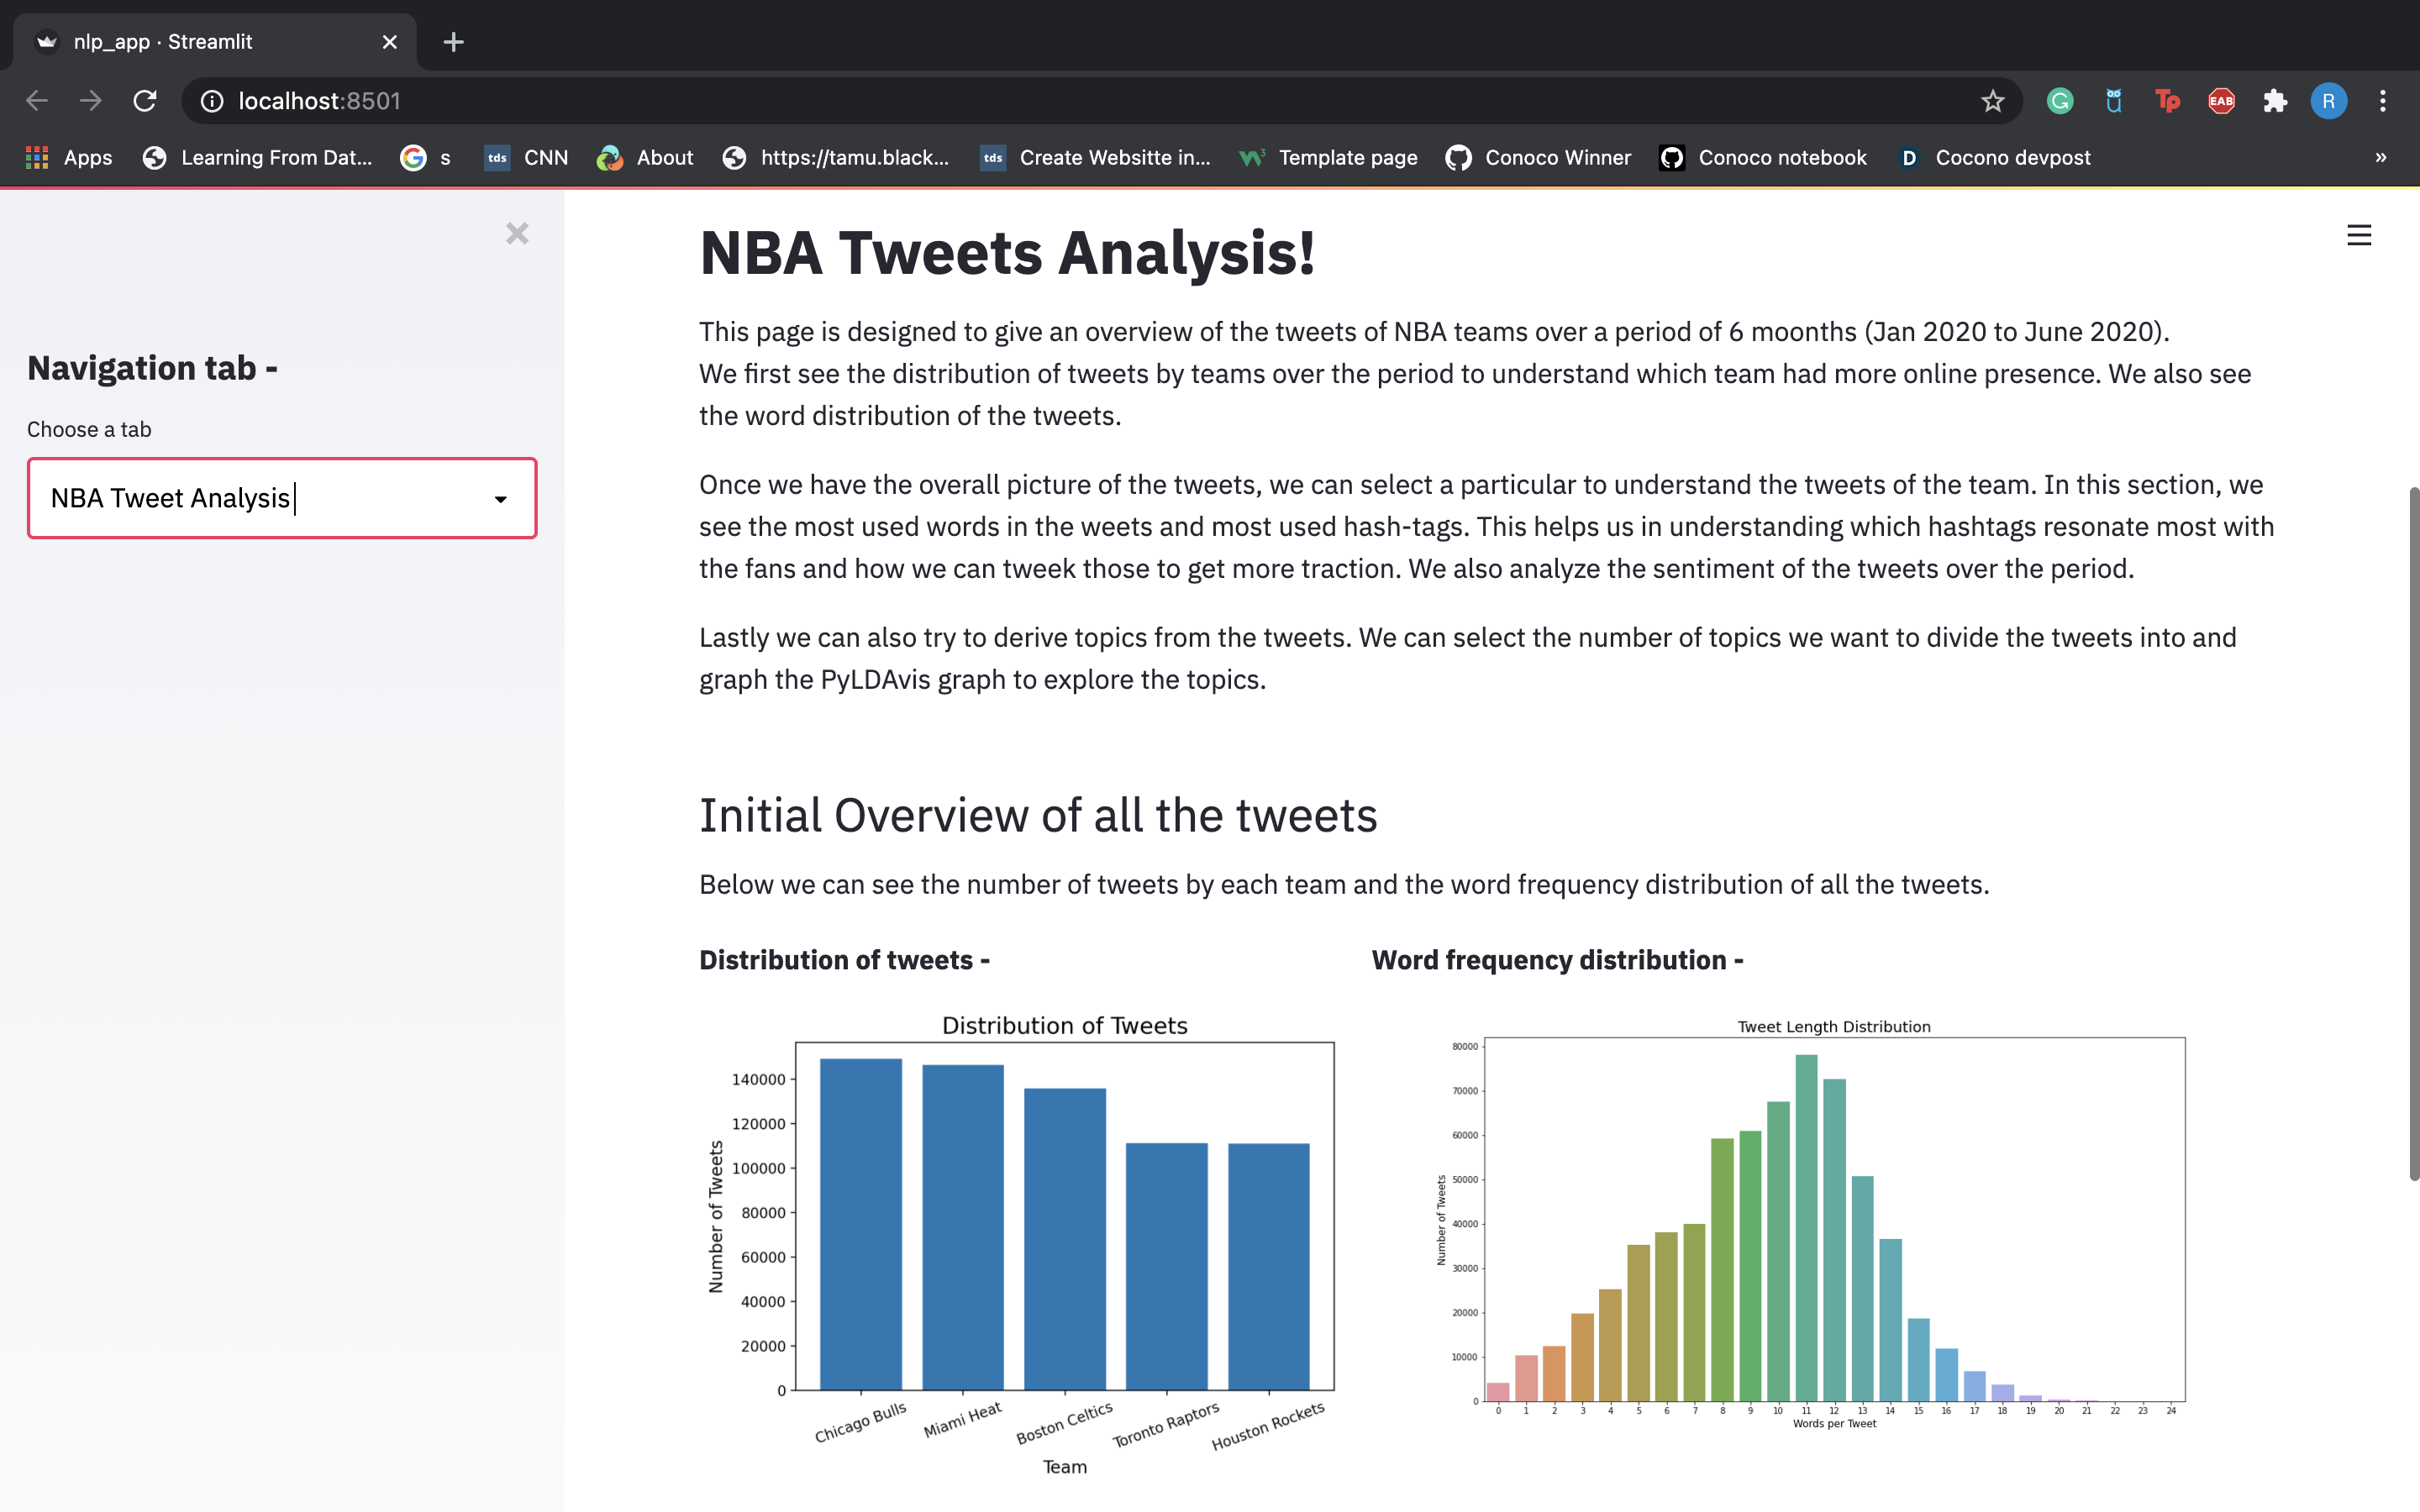 nlp_app · Streamlit
localhost:8501
G
Tp
EAB
R
Apps
Learning From Dat...
G s
tds CNN
About
https://tamu.black...
tds Create Websitte in...
w3 Template page
Conoco Winner
Conoco notebook
D Cocono devpost
»
Navigation tab -
Choose a tab
NBA Tweet Analysis
NBA Tweets Analysis!
This page is designed to give an overview of the tweets of NBA teams over a period of 6 moonths (Jan 2020 to June 2020).
We first see the distribution of tweets by teams over the period to understand which team had more online presence. We also see
the word distribution of the tweets.
Once we have the overall picture of the tweets, we can select a particular to understand the tweets of the team. In this section, we
see the most used words in the weets and most used hash-tags. This helps us in understanding which hashtags resonate most with
the fans and how we can tweek those to get more traction. We also analyze the sentiment of the tweets over the period.
Lastly we can also try to derive topics from the tweets. We can select the number of topics we want to divide the tweets into and
graph the PyLDAvis graph to explore the topics.
Initial Overview of all the tweets
Below we can see the number of tweets by each team and the word frequency distribution of all the tweets.
Distribution of tweets -
Distribution of Tweets
Number of Tweets
140000
120000
100000
80000
60000
40000
20000
0
Chicago Bulls
Miami Heat
Boston Celtics
Toronto Raptors
Houston Rockets
Team
Word frequency distribution -
Tweet Length Distribution
Number of Tweets
80000
70000
60000
50000
40000
30000
20000
10000
0
0 1 2 3 4 5 6 7 8 9 10 11 12 13 14 15 16 17 18 19 20 21 22 23 24
Words per Tweet